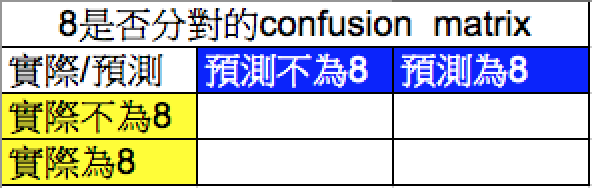 8是否分對的confusion matrix
實際/預測 預測不為8 預測為8
實際不為8
實際為8